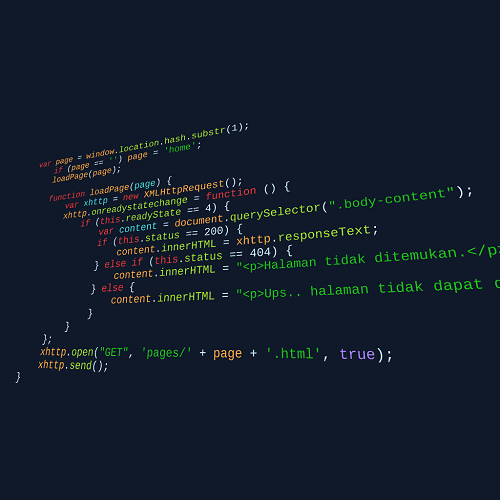 var page = window.location.hash.substr(1);
if (page == '') page = 'home';
loadPage(page);
function loadPage(page) {
var xhttp = new XMLHttpRequest();
xhttp.onreadystatechange = function () {
if (this.readyState == 4) {
var content = document.querySelector(".body-content");
if (this.status == 200) {
content.innerHTML = xhttp.responseText;
} else if (this.status == 404) {
content.innerHTML = "<p>Halaman tidak ditemukan.</p>
} else {
content.innerHTML = "<p>Ups.. halaman tidak dapat
}
}
};
xhttp.open("GET", 'pages/' + page + '.html', true);
xhttp.send();
}